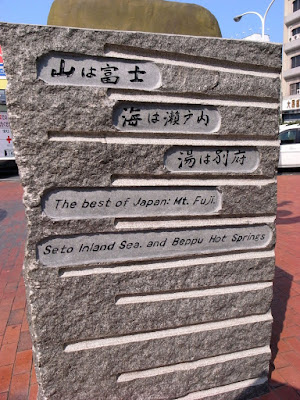 山は富士
海は瀬戸内
湯は別府
The best of Japan: Mt. Fuji.
Seto Inland Sea. and Beppu Hot Springs